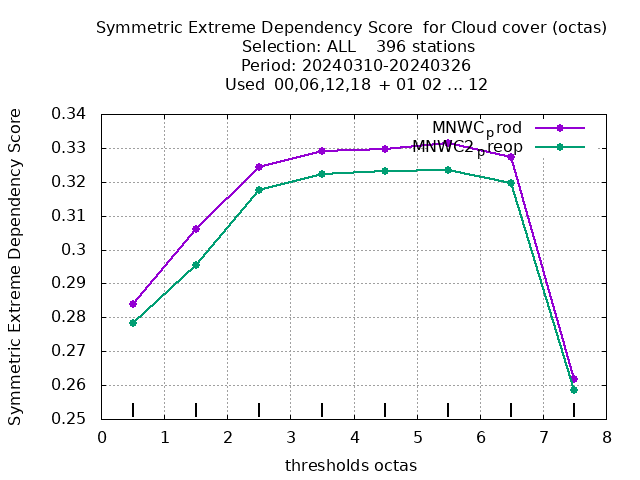 Symmetric Extreme Dependency Score for Cloud cover (octas)
Selection: ALL 396 stations
Period: 20240310-20240326
Used 00,06,12,18 + 01 02 ... 12
Symmetric Extreme Dependency Score
0.34
0.33
0.32
0.31
0.3
0.29
0.28
0.27
0.26
0.25
MNWC_prod
MNWC2_preop
0 1 2 3 4 5 6 7 8
thresholds octas